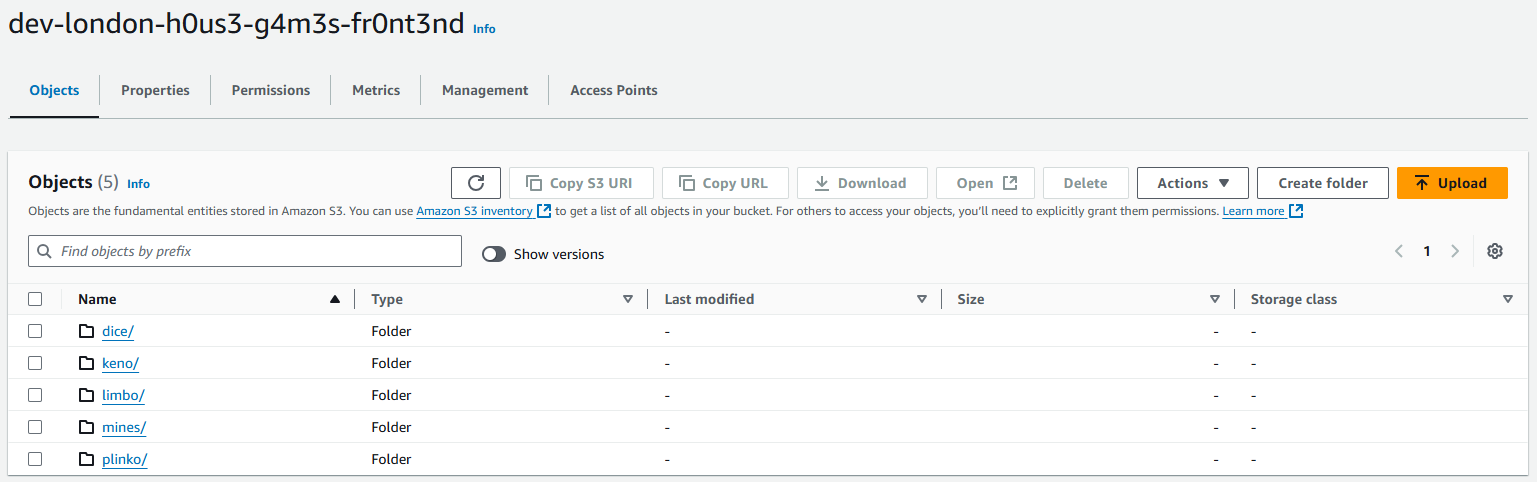 dev-london-h0us3-g4m3s-fr0nt3nd Info
Objects Properties Permissions Metrics Management Access Points
Objects (5) Info Copy S3 URI Copy URL Download Open Delete Actions Create folder Upload
Objects are the fundamental entities stored in Amazon S3. You can use Amazon S3 inventory to get a list of all objects in your bucket. For others to access your objects, you'll need to explicitly grant them permissions. Learn more
Find objects by prefix Show versions 1
Name Type Last modified Size Storage class
dice/ Folder - - -
keno/ Folder - - -
limbo/ Folder - - -
mines/ Folder - - -
plinko/ Folder - - -